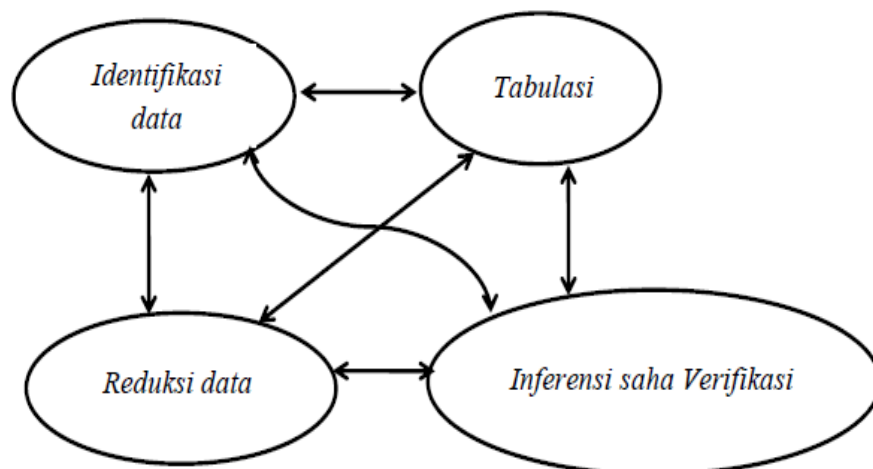 Identifikasi
data
Tabulasi
Reduksi data
Inferensi saha Verifikasi